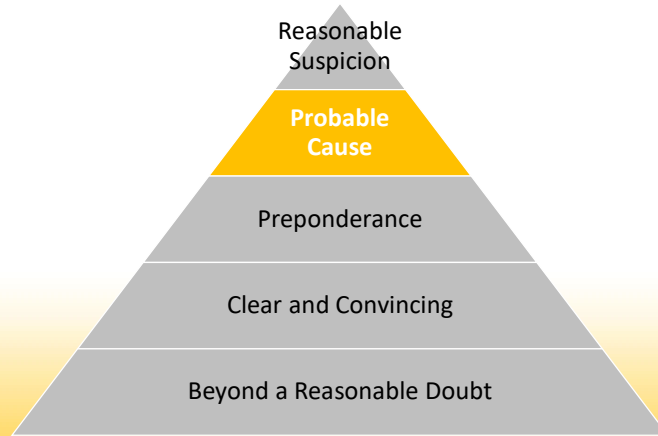 Reasonable
Suspicion
Probable
Cause
Preponderance
Clear and Convincing
Beyond a Reasonable Doubt